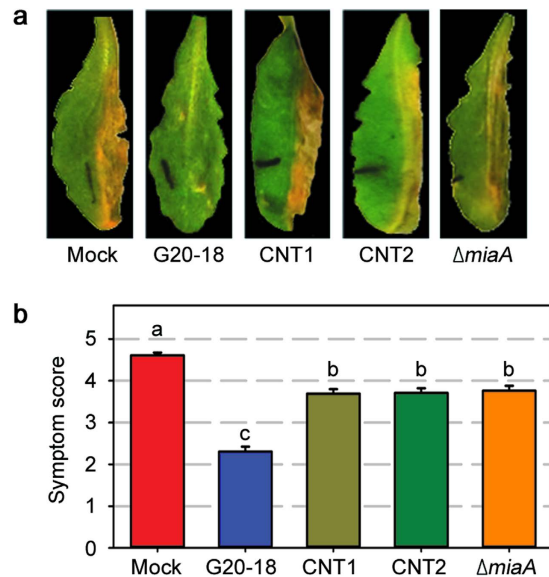 a
Mock G20-18 CNT1 CNT2 ΔmiaA
b
Symptom score
5
4
3
2
1
0
a
c
b
b
b
Mock G20-18 CNT1 CNT2 ΔmiaA